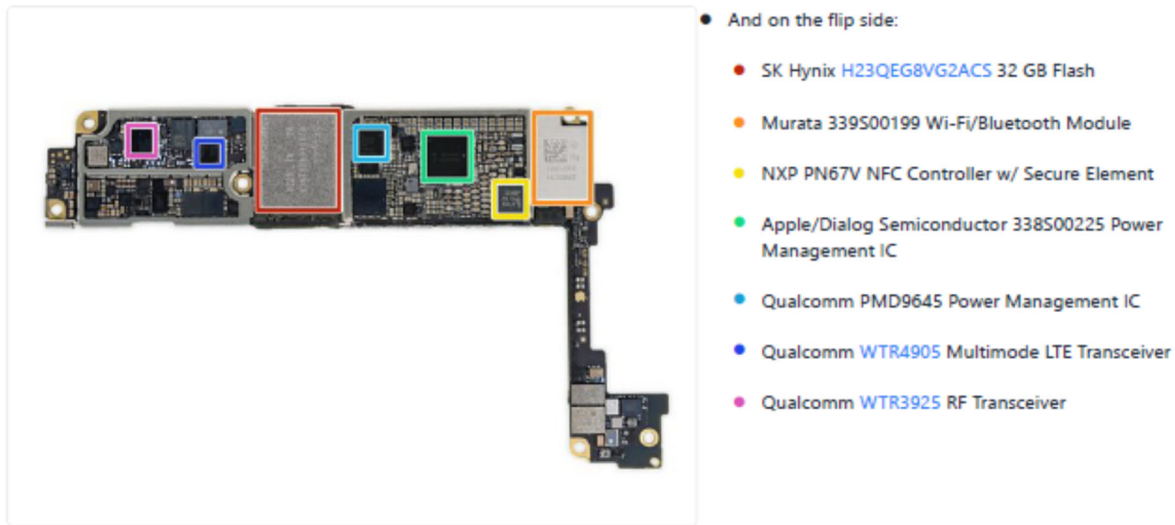 And on the flip side:
SK Hynix H23QEG8VG2ACS 32 GB Flash
Murata 339S00199 Wi-Fi/Bluetooth Module
NXP PN67V NFC Controller w/ Secure Element
Apple/Dialog Semiconductor 338S00225 Power
Management IC
Qualcomm PMD9645 Power Management IC
Qualcomm WTR4905 Multimode LTE Transceiver
Qualcomm WTR3925 RF Transceiver